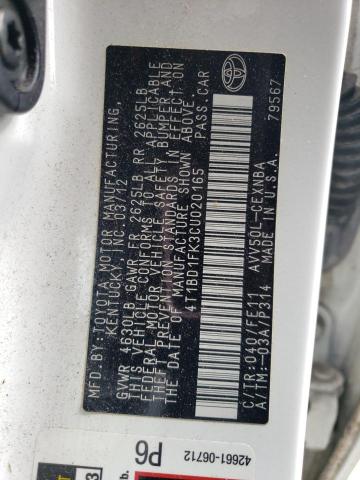 MFD. BY: TOYOTA MOTOR MANUFACTURING,
KENTUCKY, INC. 03/12
GVWR 4630LB GAWR FR 2625LB RR 2625LB
THIS VEHICLE CONFORMS TO ALL APPLICABLE
FEDERAL MOTOR VEHICLE SAFETY, BUMPER AND
THEFT PREVENTION STANDARDS IN EFFECT ON
THE DATE OF MANUFACTURE SHOWN ABOVE.
4T1BD1FK3CU020165 PASS.CAR
C/TR: 040/FE11 AVV50L-CEXNBA
A/TM: -03A/P314 MADE IN U.S.A.
79567
TOYOTA
42661-06712
P6